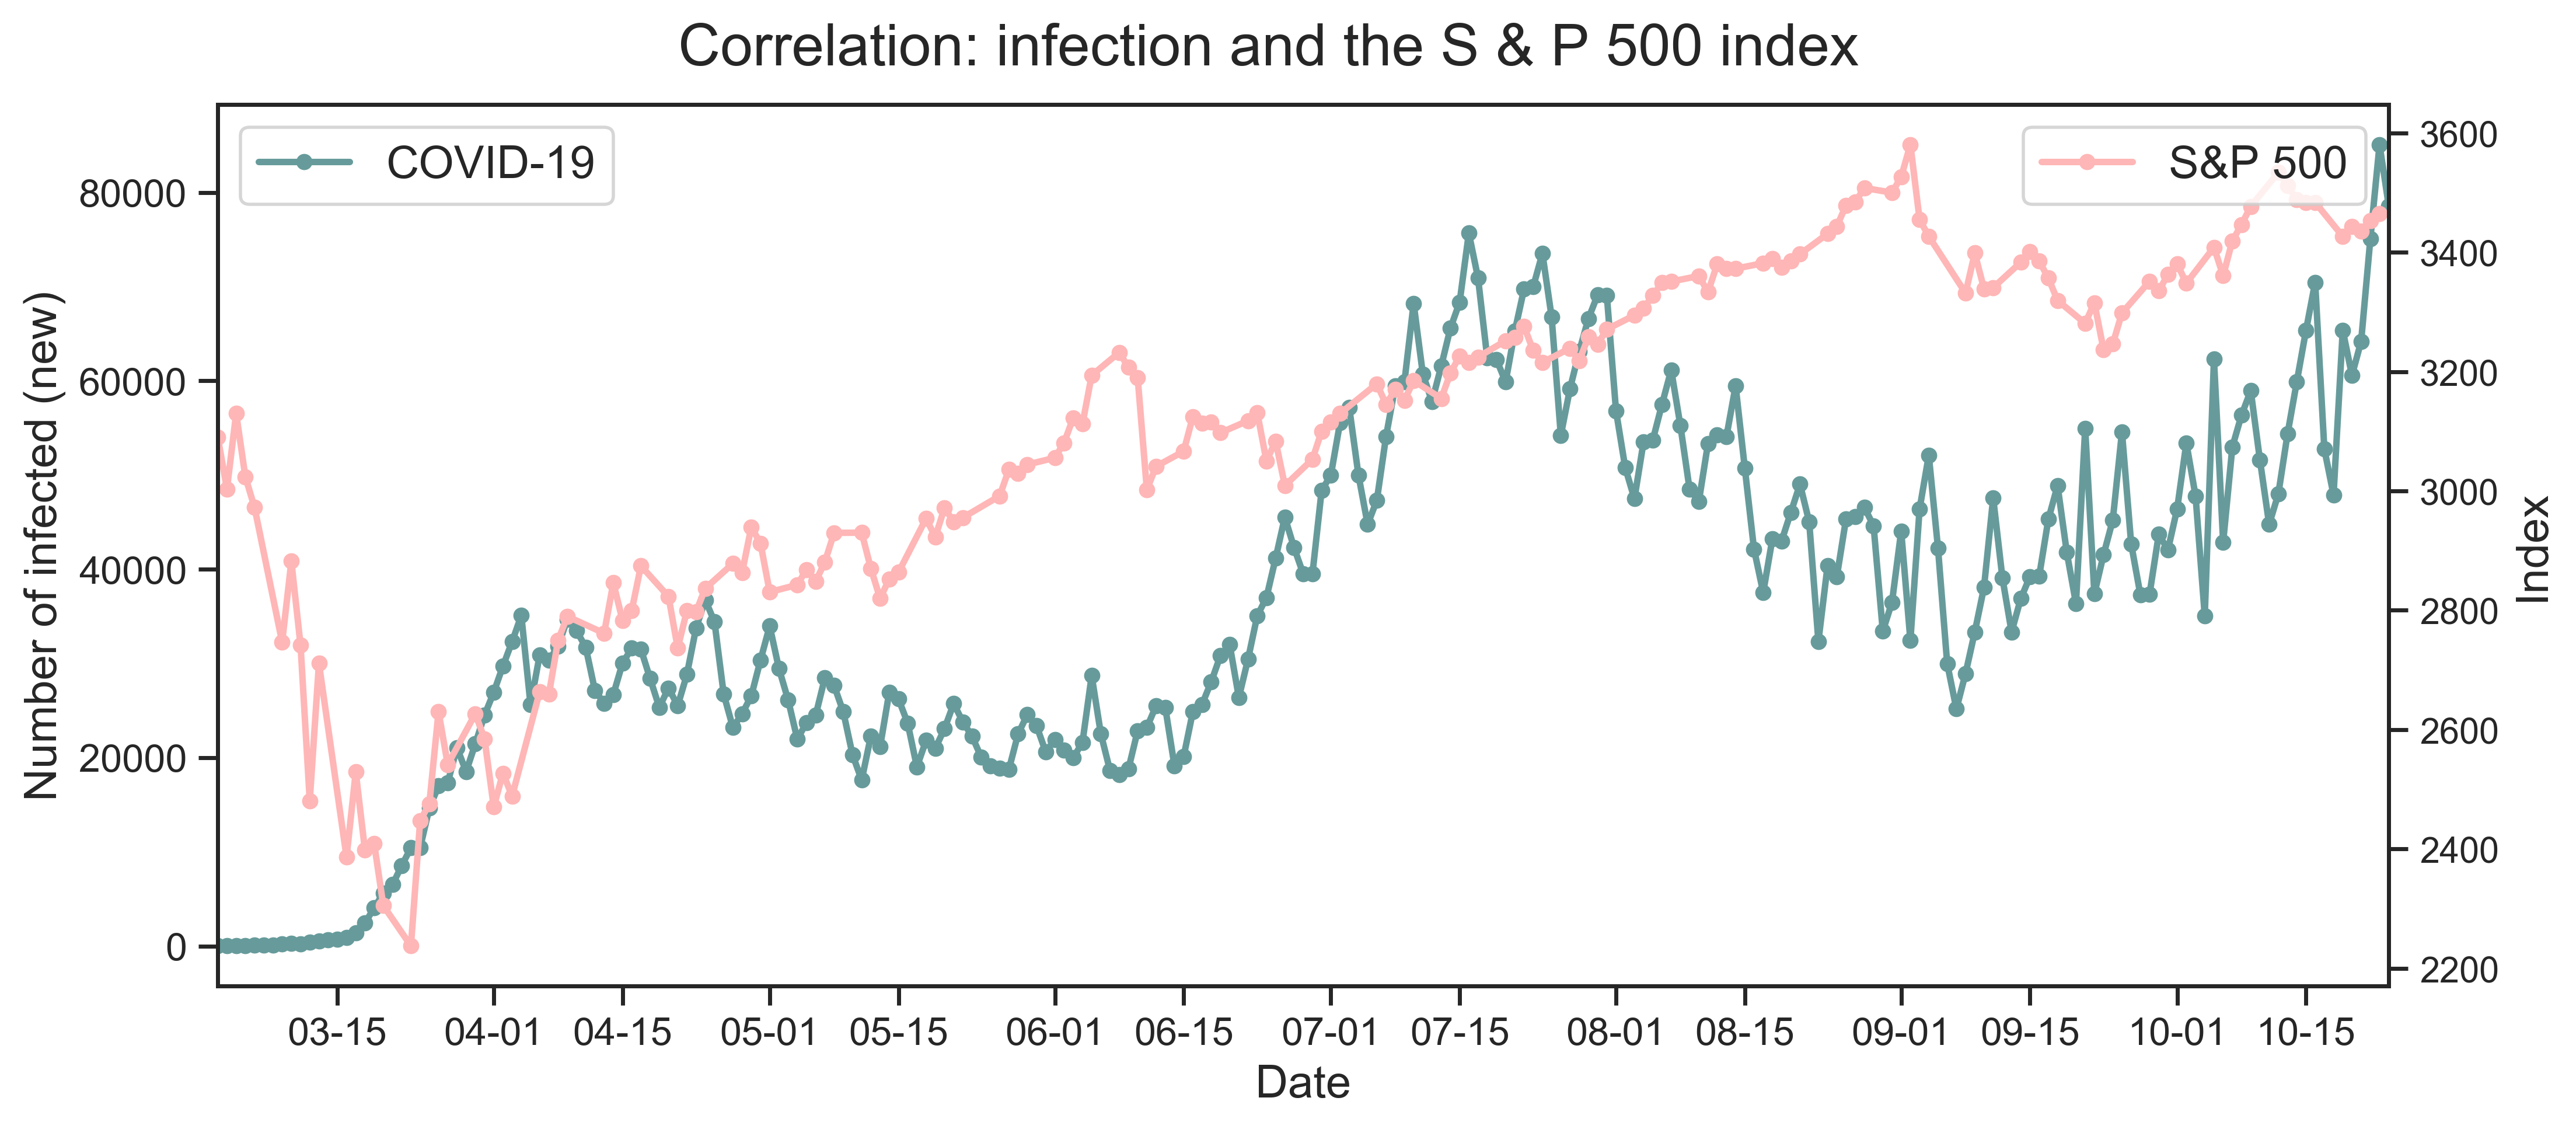 Correlation: infection and the S & P 500 index
COVID-19
S&P 500
Number of infected (new)
80000
60000
40000
20000
0
3600
3400
3200
3000
2800
2600
2400
2200
Index
03-15 04-01 04-15 05-01 05-15 06-01 06-15 07-01 07-15 08-01 08-15 09-01 09-15 10-01 10-15
Date